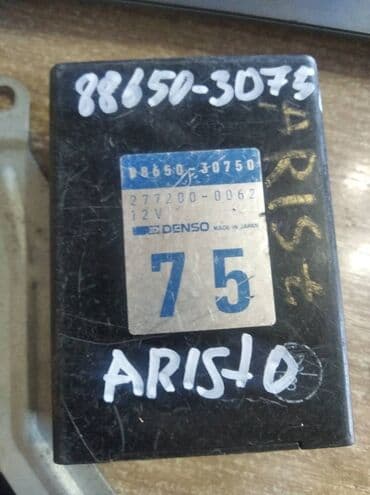 88650-3075
88650-30750
277200-0062
12V
DENSO MADE IN JAPAN
75
ARISTO
ARISt